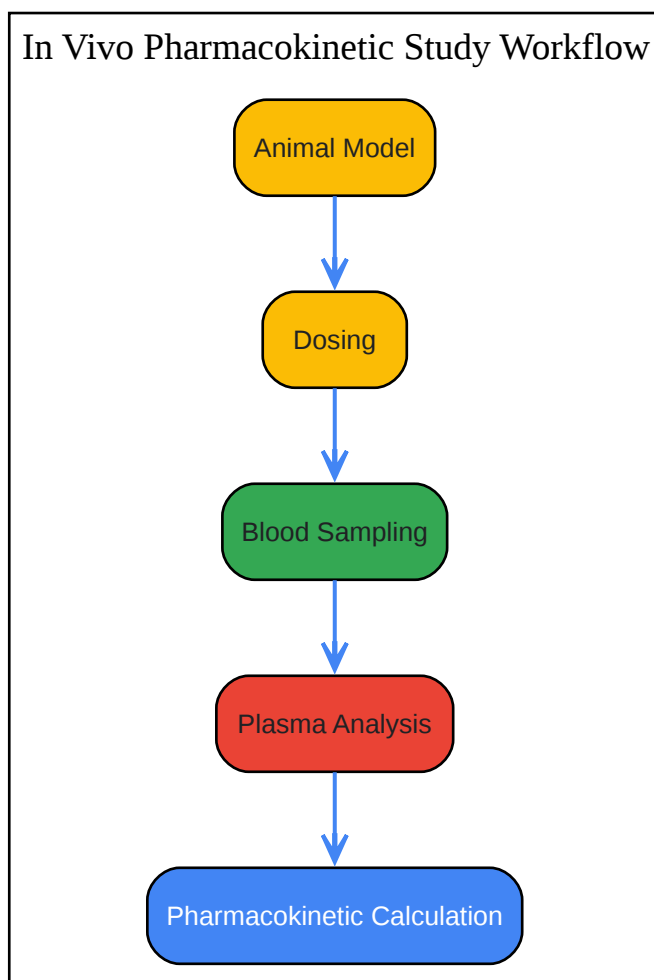 In Vivo Pharmacokinetic Study Workflow
Animal Model
Dosing
Blood Sampling
Plasma Analysis
Pharmacokinetic Calculation